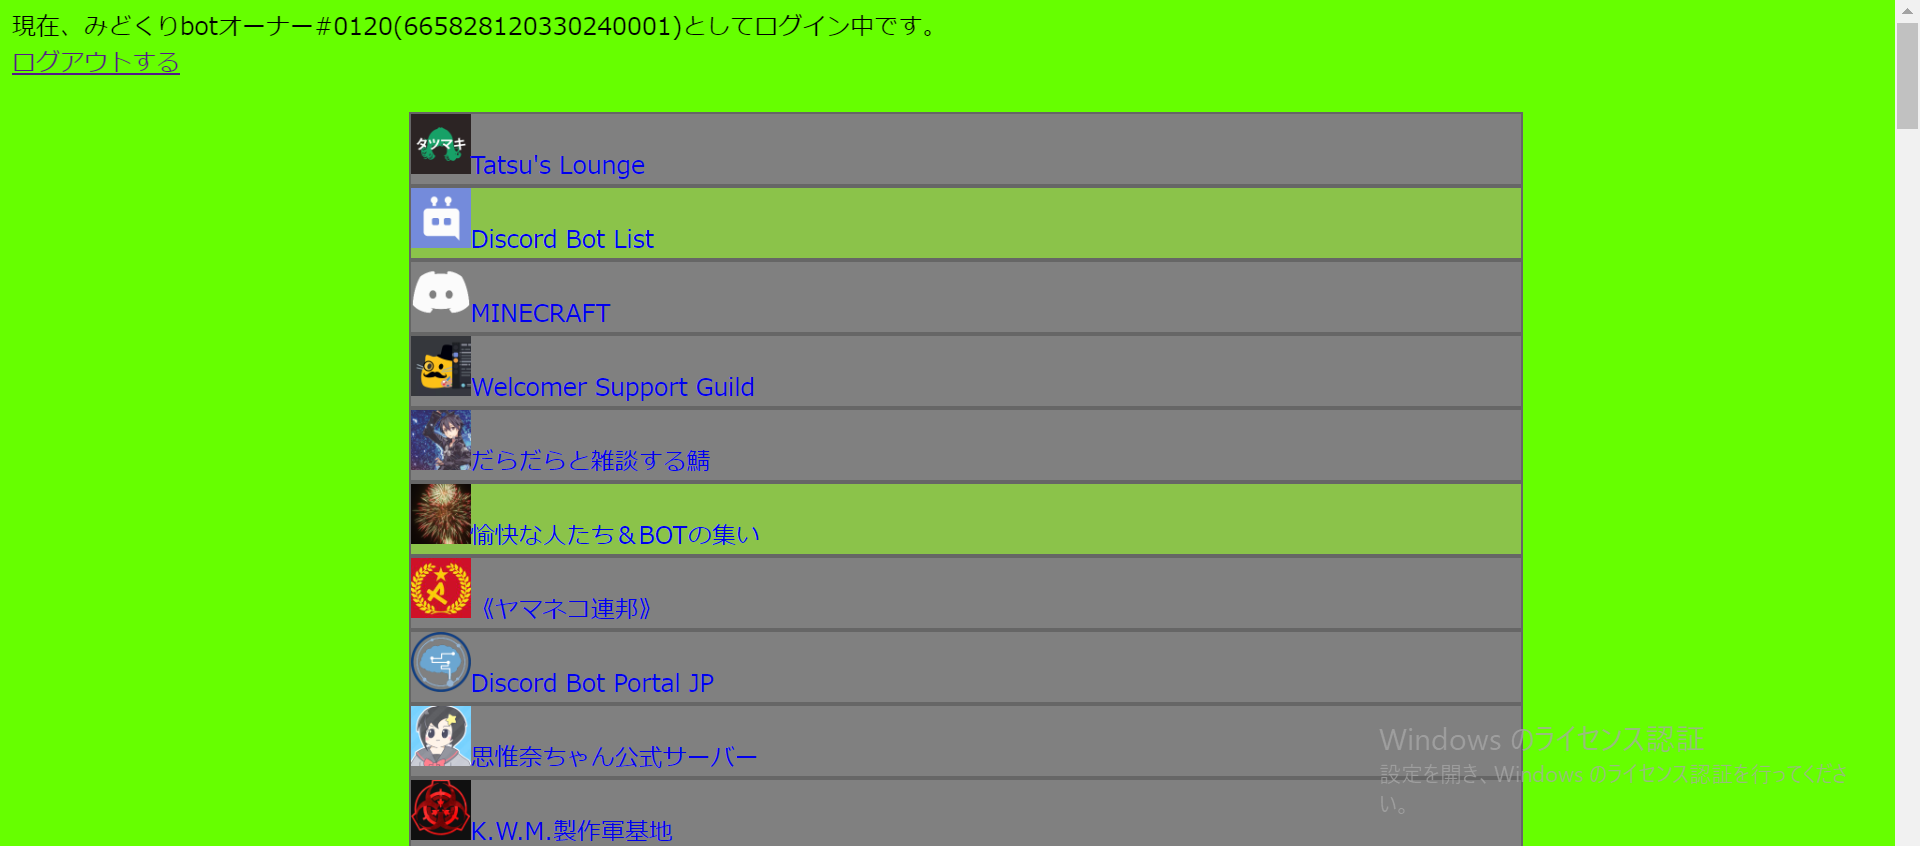 現在、みどくりbotオーナー#0120(665828120330240001)としてログイン中です。
ログアウトする
タツマキ
Tatsu's Lounge
Discord Bot List
MINECRAFT
Welcomer Support Guild
だらだらと雑談する鯖
愉快な人たち＆BOTの集い
《ヤマネコ連邦》
Discord Bot Portal JP
思惟奈ちゃん公式サーバー
K.W.M.製作軍基地
Windows のライセンス認証
設定を開き、Windows のライセンス認証を行ってくださ
い。